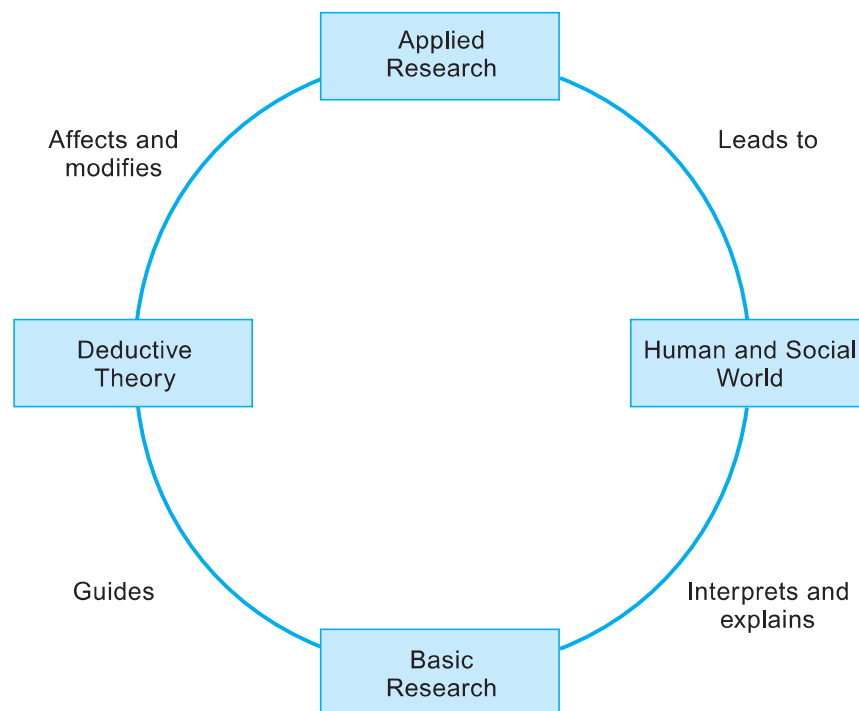 Applied
Research
Affects and
modifies
Leads to
Deductive
Theory
Human and Social
World
Guides
Interprets and
explains
Basic
Research